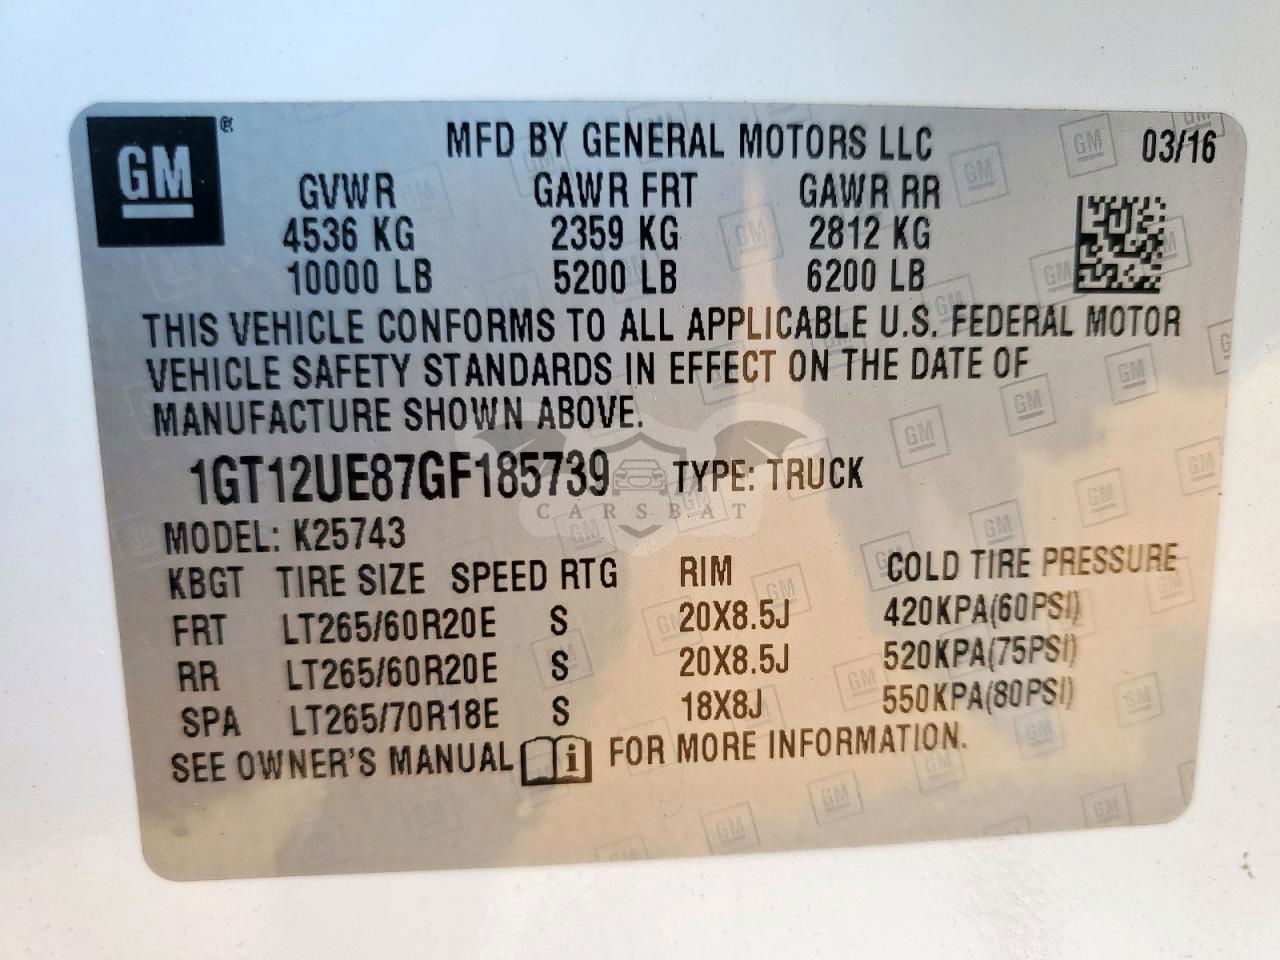 GM
MFD BY GENERAL MOTORS LLC 03/16
GVWR GAWR FRT GAWR RR
4536 KG 2359 KG 2812 KG
10000 LB 5200 LB 6200 LB
THIS VEHICLE CONFORMS TO ALL APPLICABLE U.S. FEDERAL MOTOR
VEHICLE SAFETY STANDARDS IN EFFECT ON THE DATE OF
MANUFACTURE SHOWN ABOVE.
1GT12UE87GF185739 TYPE: TRUCK
CARSBAT
MODEL: K25743
KBGT TIRE SIZE SPEED RTG RIM COLD TIRE PRESSURE
FRT LT265/60R20E S 20X8.5J 420KPA(60PSI)
RR LT265/60R20E S 20X8.5J 520KPA(75PSI)
SPA LT265/70R18E S 18X8J 550KPA(80PSI)
SEE OWNER'S MANUAL i FOR MORE INFORMATION.